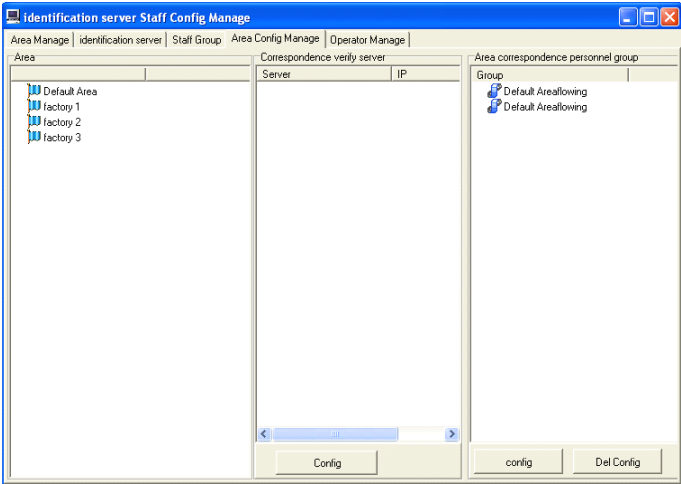 identification server Staff Config Manage
Area Manage identification server Staff Group Area Config Manage Operator Manage
Area
Default Area
factory 1
factory 2
factory 3
Correspondence verify server
Server IP
Config
Area correspondence personnel group
Group
Default Areaflowing
Default Areaflowing
config Del Config